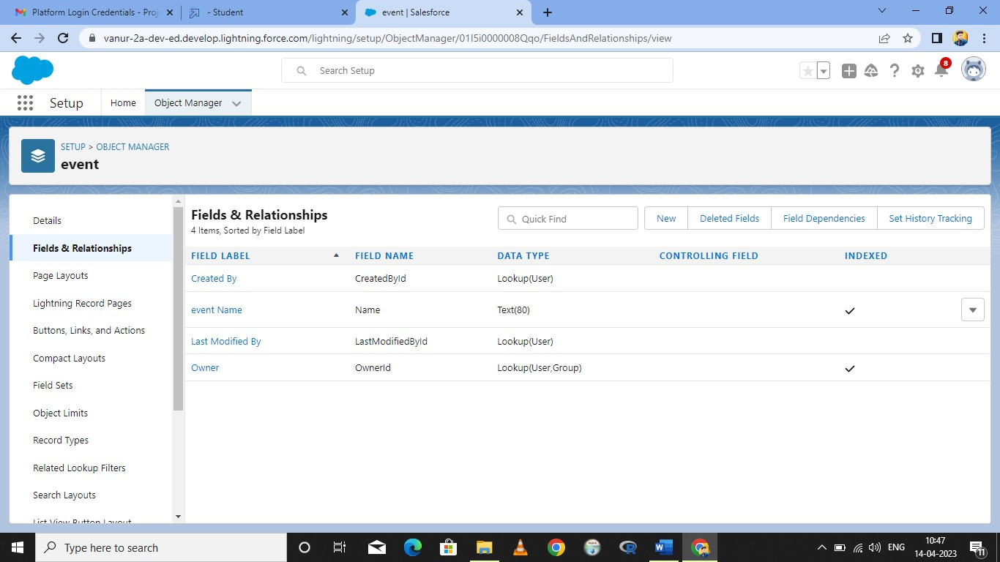 Platform Login Credentials - Proj
- Student
event | Salesforce
vanur-2a-dev-ed.develop.lightning.force.com/lightning/setup/ObjectManager/01I5i0000008Qqo/FieldsAndRelationships/view
Search Setup
8
Setup
Home
Object Manager
SETUP > OBJECT MANAGER
event
Details
Fields & Relationships
Page Layouts
Lightning Record Pages
Buttons, Links, and Actions
Compact Layouts
Field Sets
Object Limits
Record Types
Related Lookup Filters
Search Layouts
List View Button Layout
Fields & Relationships
4 Items, Sorted by Field Label
Quick Find
New
Deleted Fields
Field Dependencies
Set History Tracking
FIELD LABEL FIELD NAME DATA TYPE CONTROLLING FIELD INDEXED
Created By CreatedById Lookup(User)
event Name Name Text(80)
Last Modified By LastModifiedById Lookup(User)
Owner OwnerId Lookup(User,Group)
Type here to search
ENG
10:47
14-04-2023
11